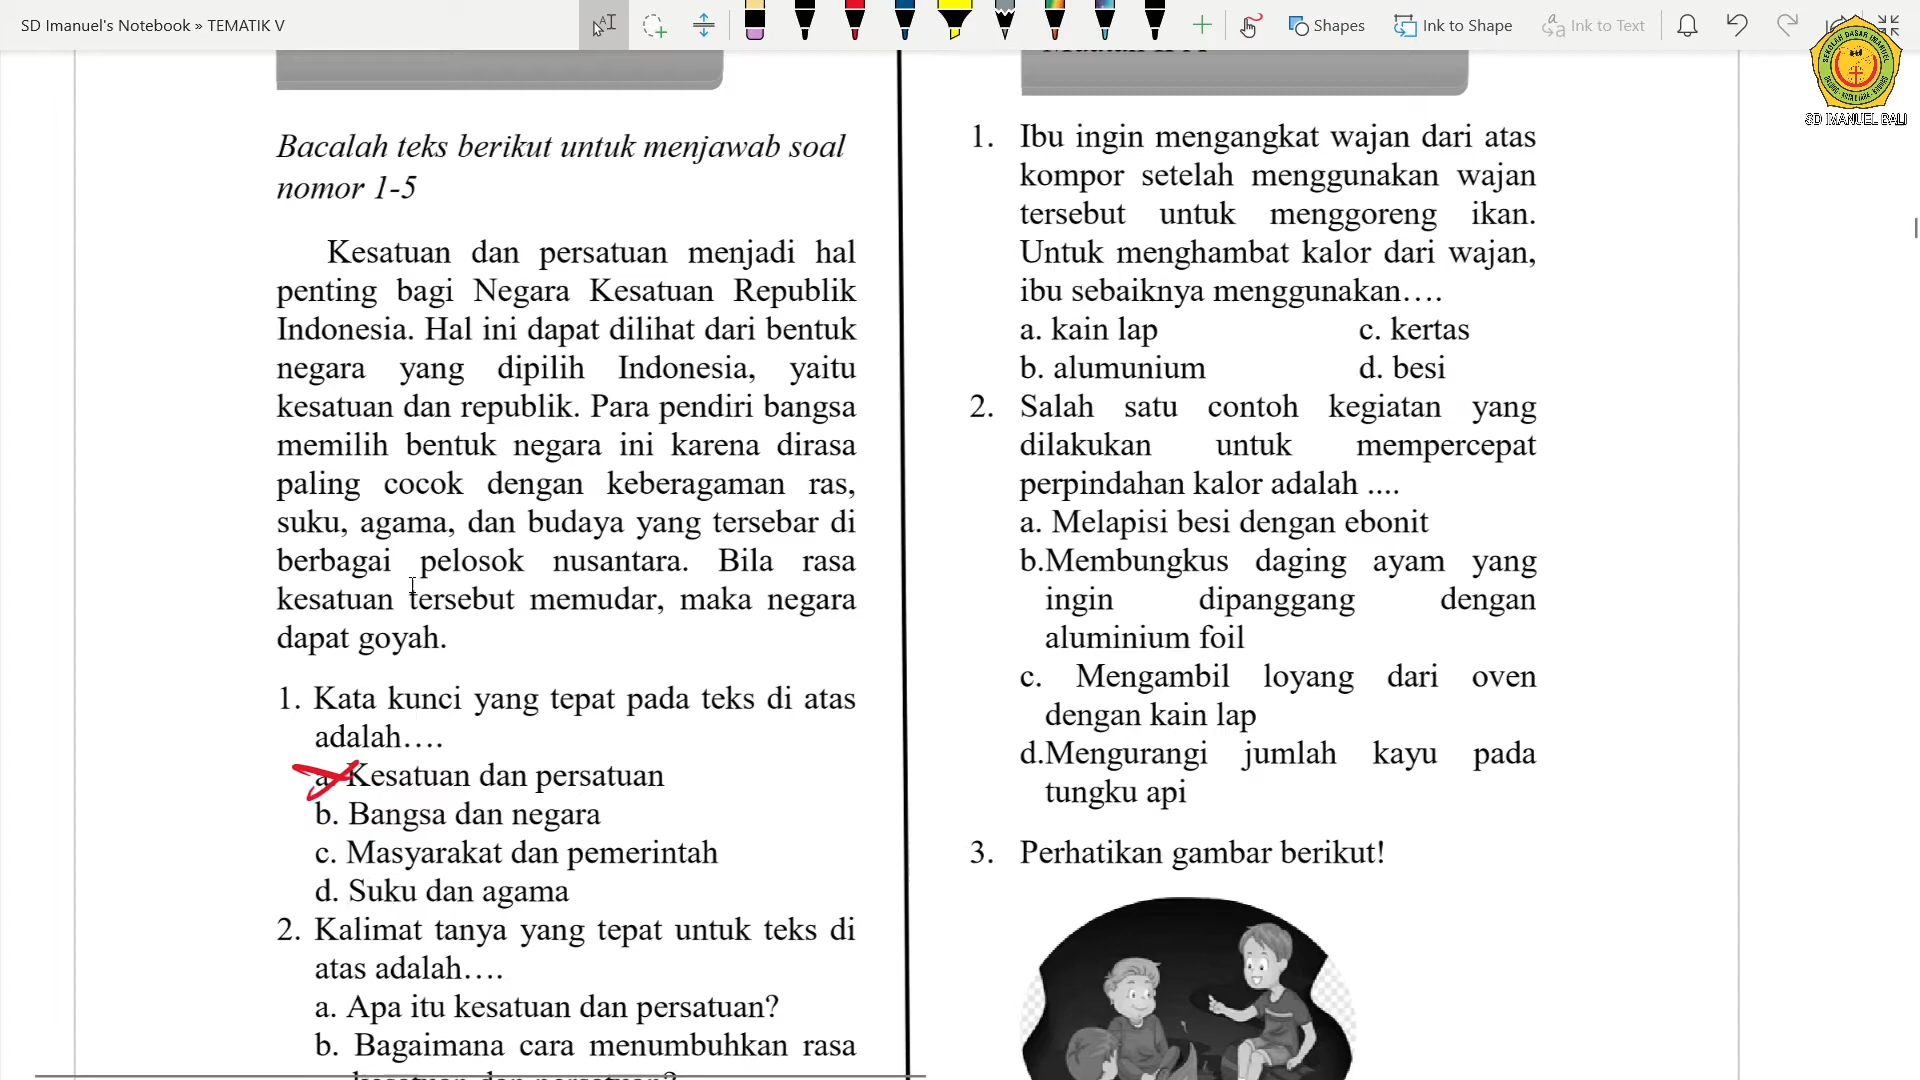 SD Imanuel's Notebook » TEMATIK V
Shapes
Ink to Shape
Ink to Text
SEKOLAH DASAR IMANUEL
SD IMANUEL BALI
Bacalah teks berikut untuk menjawab soal
nomor 1-5
Kesatuan dan persatuan menjadi hal
penting bagi Negara Kesatuan Republik
Indonesia. Hal ini dapat dilihat dari bentuk
negara yang dipilih Indonesia, yaitu
kesatuan dan republik. Para pendiri bangsa
memilih bentuk negara ini karena dirasa
paling cocok dengan keberagaman ras,
suku, agama, dan budaya yang tersebar di
berbagai pelosok nusantara. Bila rasa
kesatuan tersebut memudar, maka negara
dapat goyah.
1. Kata kunci yang tepat pada teks di atas
adalah….
a. Kesatuan dan persatuan
b. Bangsa dan negara
c. Masyarakat dan pemerintah
d. Suku dan agama
2. Kalimat tanya yang tepat untuk teks di
atas adalah….
a. Apa itu kesatuan dan persatuan?
b. Bagaimana cara menumbuhkan rasa
kesatuan dan persatuan?
1. Ibu ingin mengangkat wajan dari atas
kompor setelah menggunakan wajan
tersebut untuk menggoreng ikan.
Untuk menghambat kalor dari wajan,
ibu sebaiknya menggunakan….
a. kain lap c. kertas
b. alumunium d. besi
2. Salah satu contoh kegiatan yang
dilakukan untuk mempercepat
perpindahan kalor adalah ....
a. Melapisi besi dengan ebonit
b.Membungkus daging ayam yang
ingin dipanggang dengan
aluminium foil
c. Mengambil loyang dari oven
dengan kain lap
d.Mengurangi jumlah kayu pada
tungku api
3. Perhatikan gambar berikut!